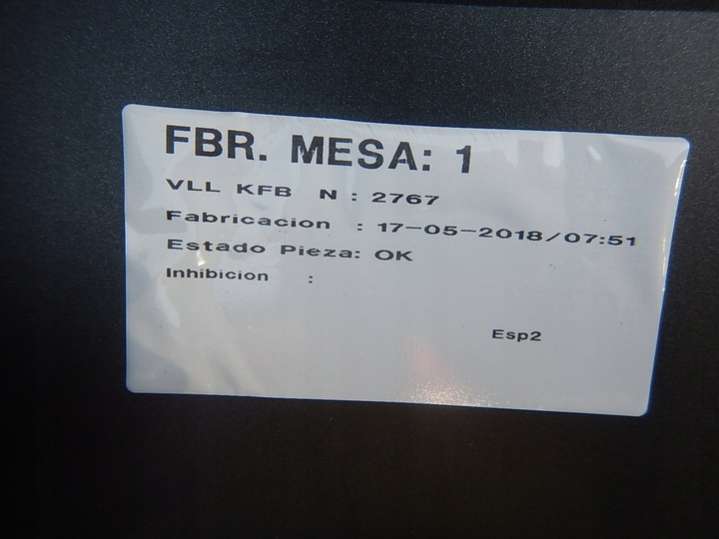 FBR. MESA: 1
VLL KFB N : 2767
Fabricacion : 17-05-2018/07:51
Estado Pieza: OK
Inhibicion :
Esp2